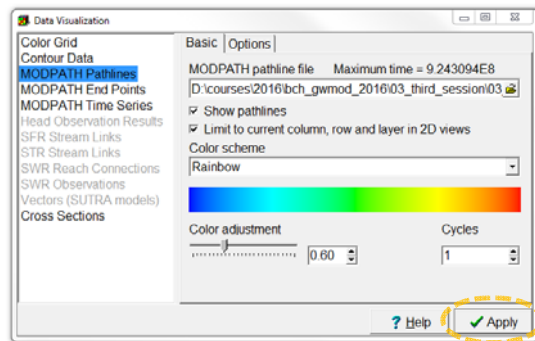 Data Visualization
Color Grid
Contour Data
MODPATH Pathlines
MODPATH End Points
MODPATH Time Series
Head Observation Results
SFR Stream Links
STR Stream Links
SWR Reach Connections
SWR Observations
Vectors (SUTRA models)
Cross Sections
Basic Options
MODPATH pathline file Maximum time = 9.243094E8
D:\courses\2016\bch_gwmod_2016\03_third_session\03
Show pathlines
Limit to current column, row and layer in 2D views
Color scheme
Rainbow
Color adjustment Cycles
0.60 1
? Help Apply